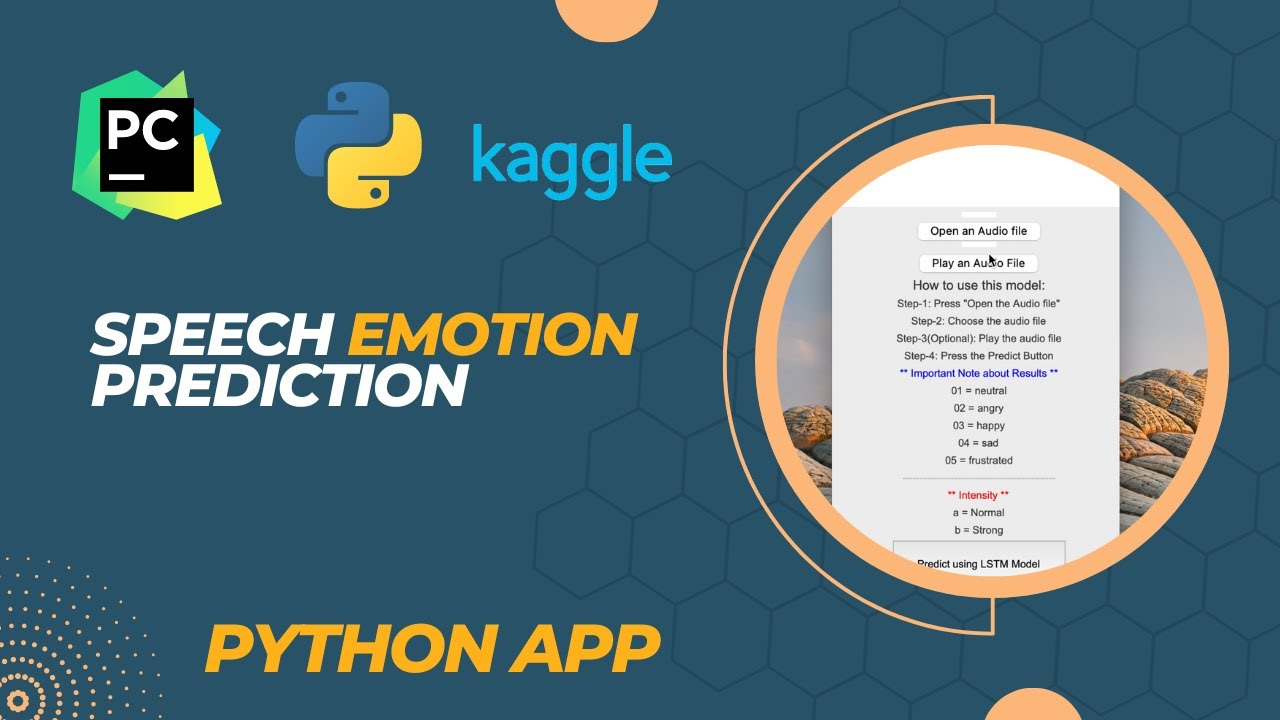 PC
kaggle
SPEECH EMOTION
PREDICTION
PYTHON APP
Open an Audio file
Play an Audio File
How to use this model:
Step-1: Press "Open the Audio file"
Step-2: Choose the audio file
Step-3(Optional): Play the audio file
Step-4: Press the Predict Button
** Important Note about Results **
01 = neutral
02 = angry
03 = happy
04 = sad
05 = frustrated
** Intensity **
a = Normal
b = Strong
Predict using LSTM Model